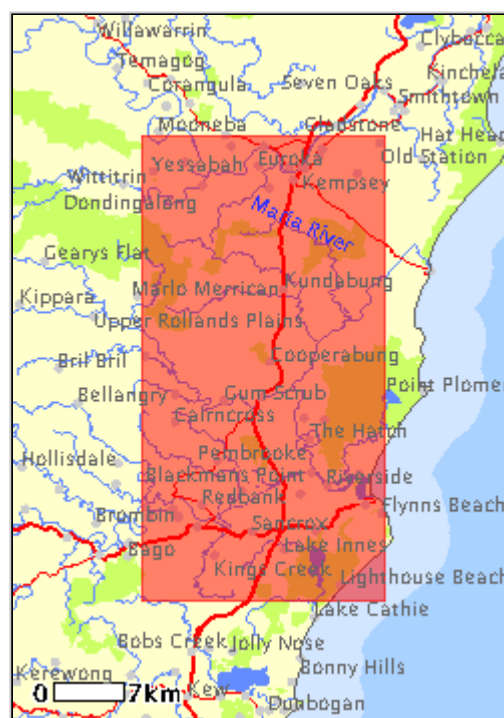 Willawarrin
Clybucca
Temagog
Kinchela
Corangula
Seven Oaks
Smithtown
Mooneba
Gladstone
Hat Head
Yessabah
Euroka
Old Station
Wittitrin
Kempsey
Dondingalong
Maria River
Gearys Flat
Kundabung
Kippara
Marlo Merrican
Upper Rollands Plains
Bril Bril
Cooperabung
Bellangry
Gum Scrub
Point Plomer
Cairncross
The Hatch
Hollisdale
Pembrooke
Blackmans Point
Riverside
Redbank
Flynns Beach
Brombin
Sancrox
Bago
Lake Innes
Kings Creek
Lighthouse Beach
Lake Cathie
Bobs Creek
Jolly Nose
Kerewong
Bonny Hills
0 7km
Kew
Dunbogan